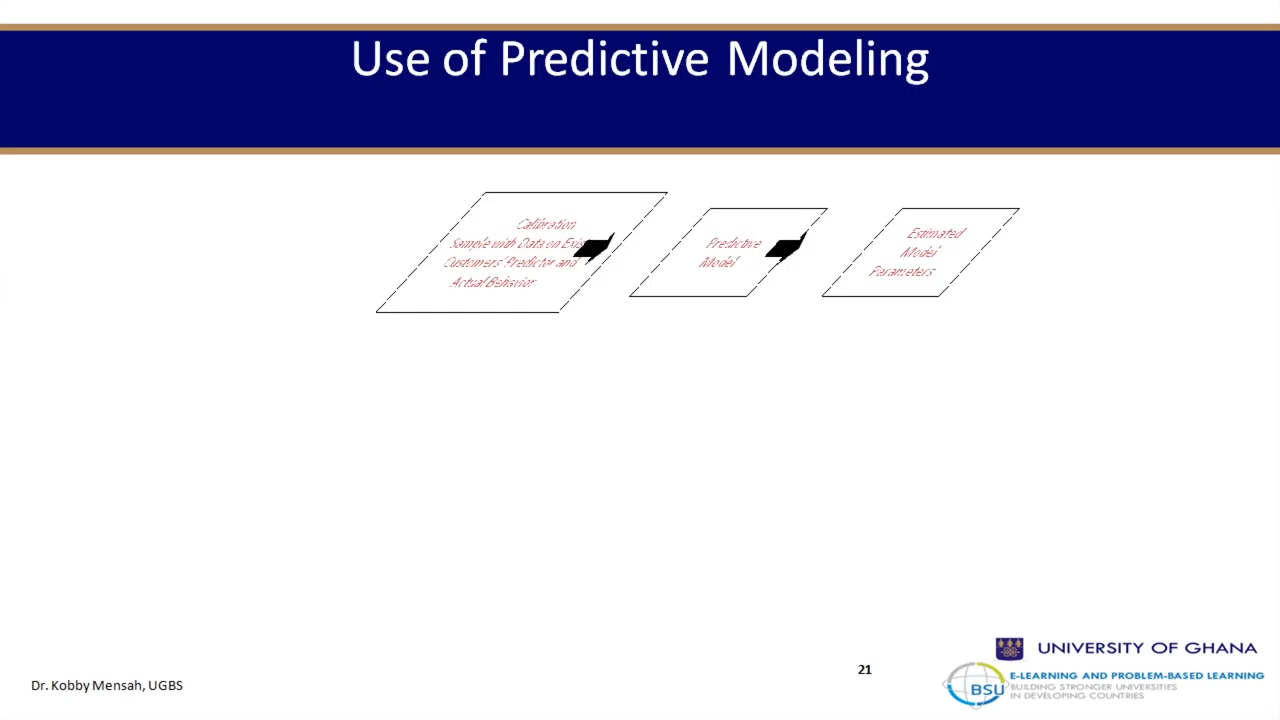 Use of Predictive Modeling
Calibration
Sample with Data on Exis
Customers' Predictor and
Actual Behavior
Predictive
Model
Estimated
Model
Parameters
Dr. Kobby Mensah, UGBS
21
UNIVERSITY OF GHANA
BSU
E-LEARNING AND PROBLEM-BASED LEARNING
BUILDING STRONGER UNIVERSITIES
IN DEVELOPING COUNTRIES